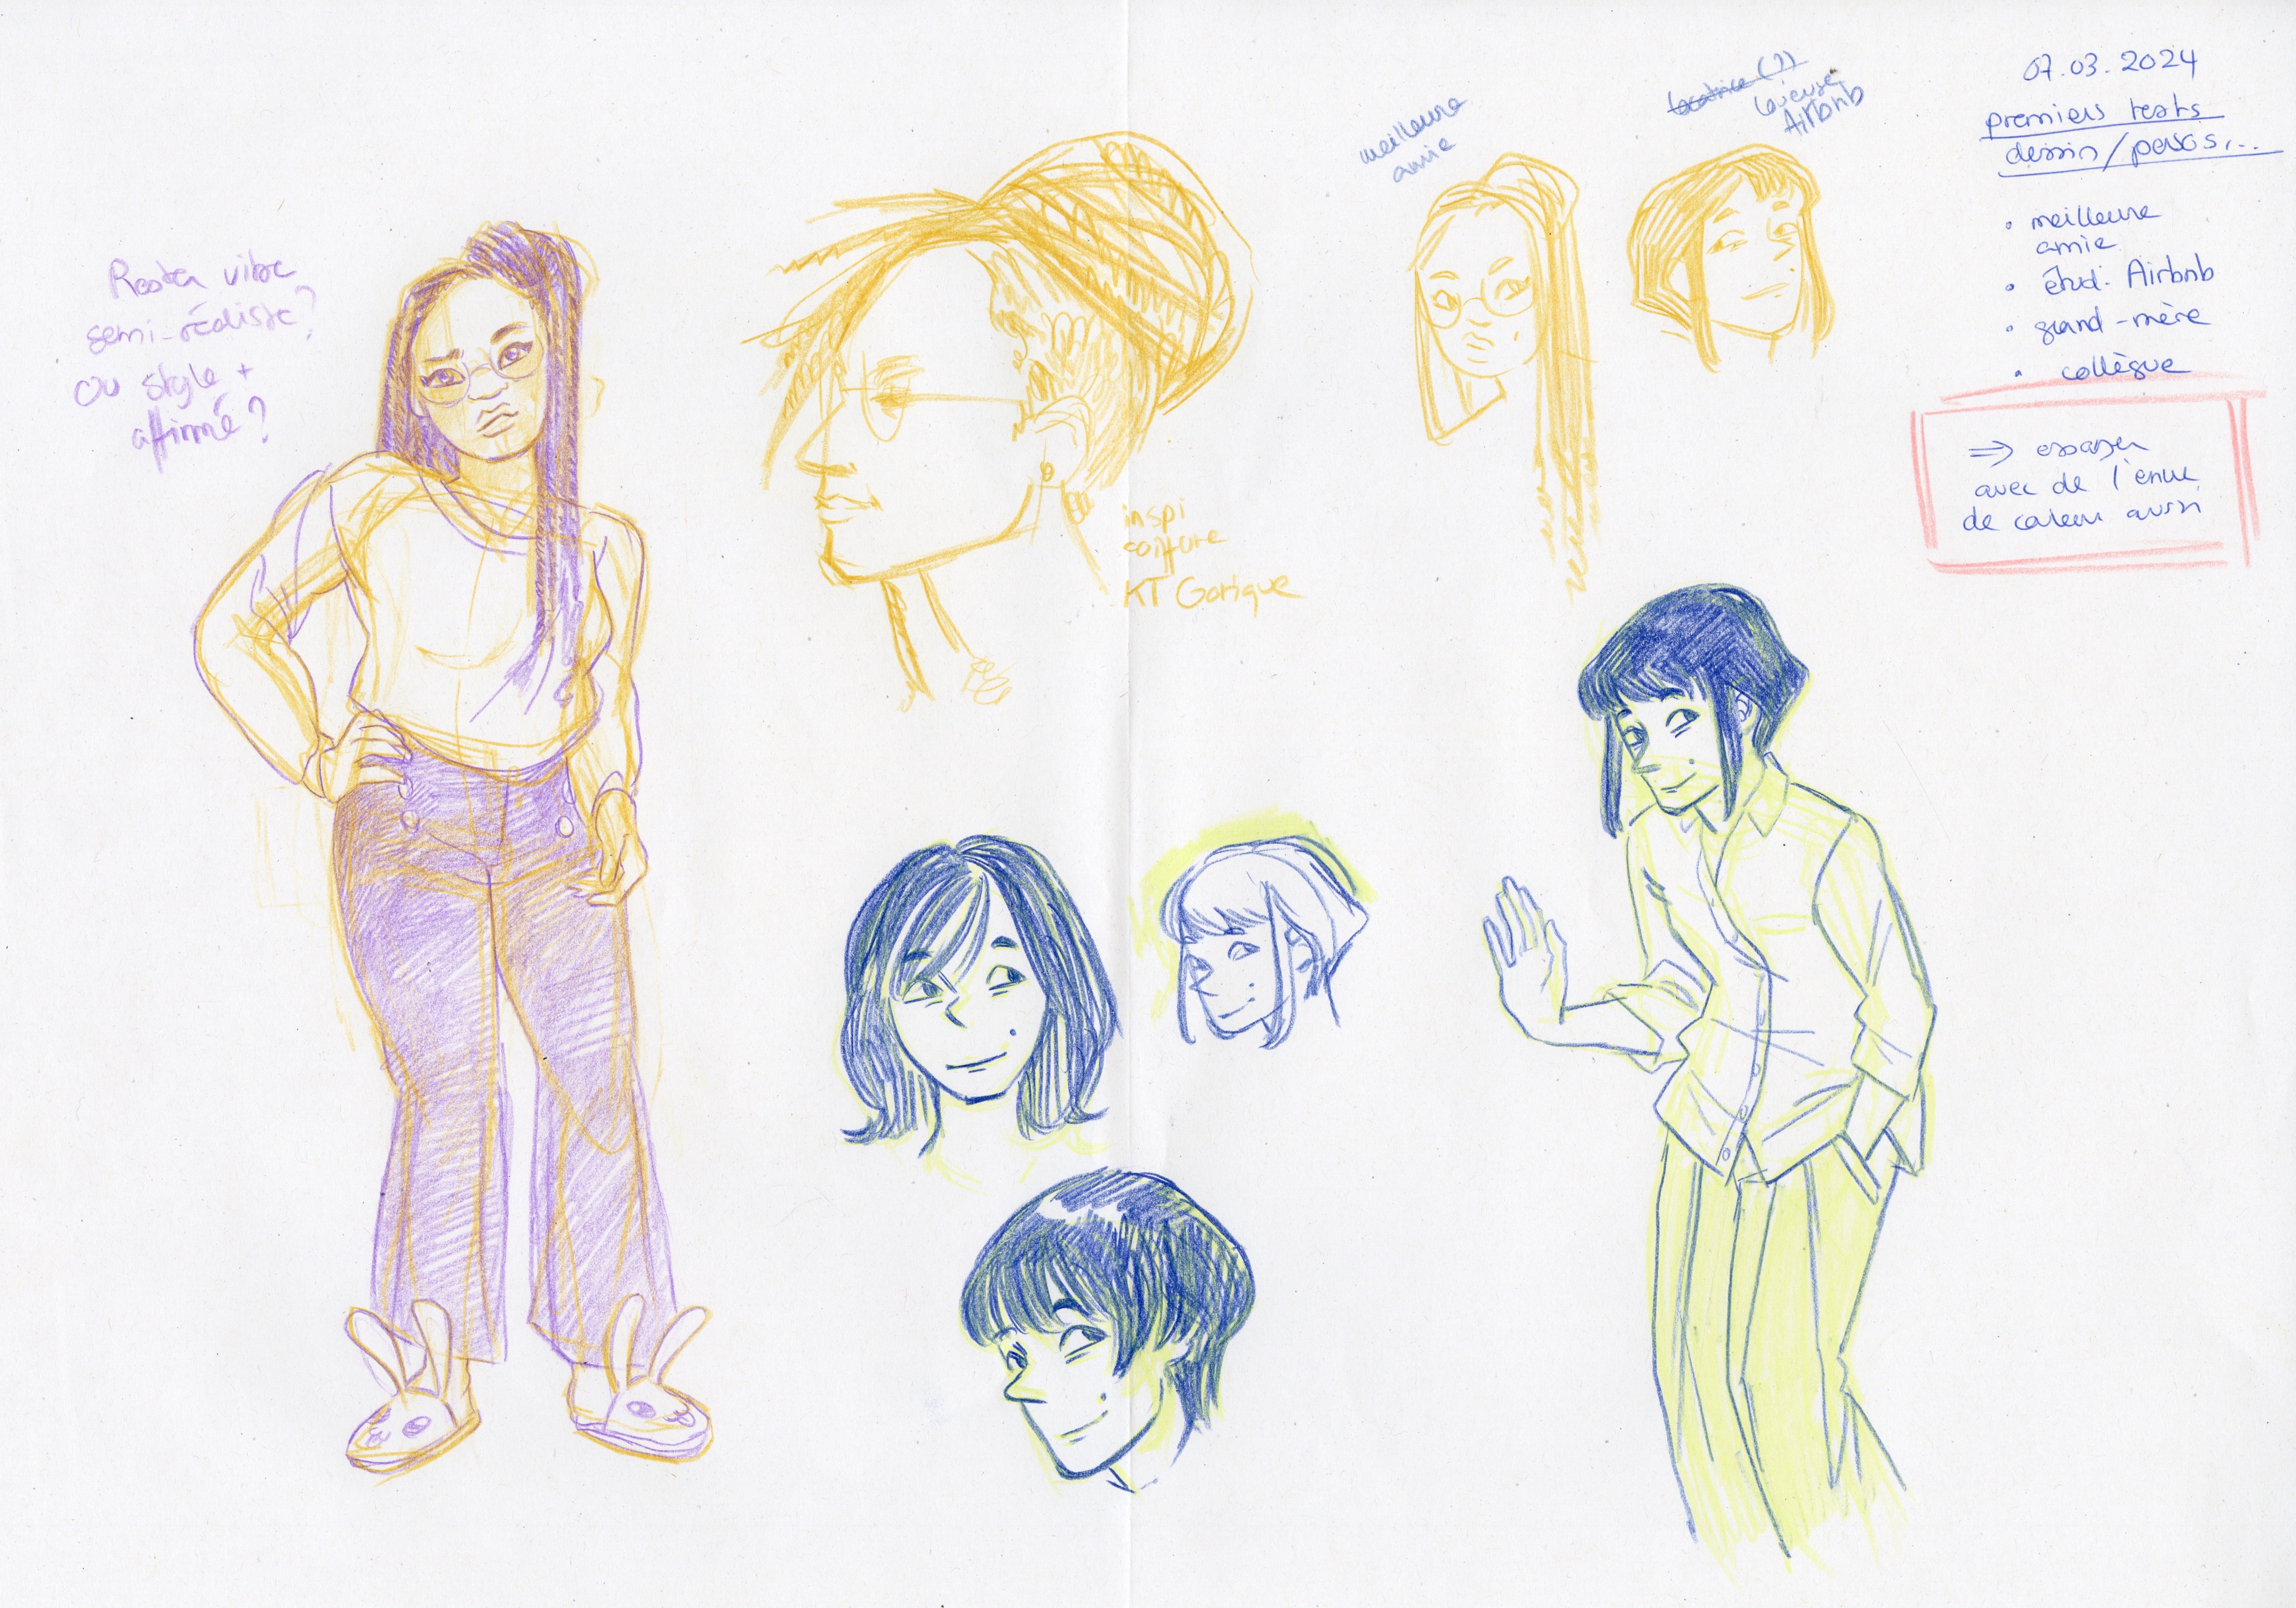 Rester vibe
semi-réaliste?
ou style +
affirmé?
inspi
coiffure
KT Gorique
meilleure
amie
locatrice (?)
loueuse
Airbnb
07.03.2024
premiers tests
dessin/persos...
• meilleure
amie
• étud. Airbnb
• grand-mère
• collègue
⇒ essayer
avec de l'encre
de couleur aussi